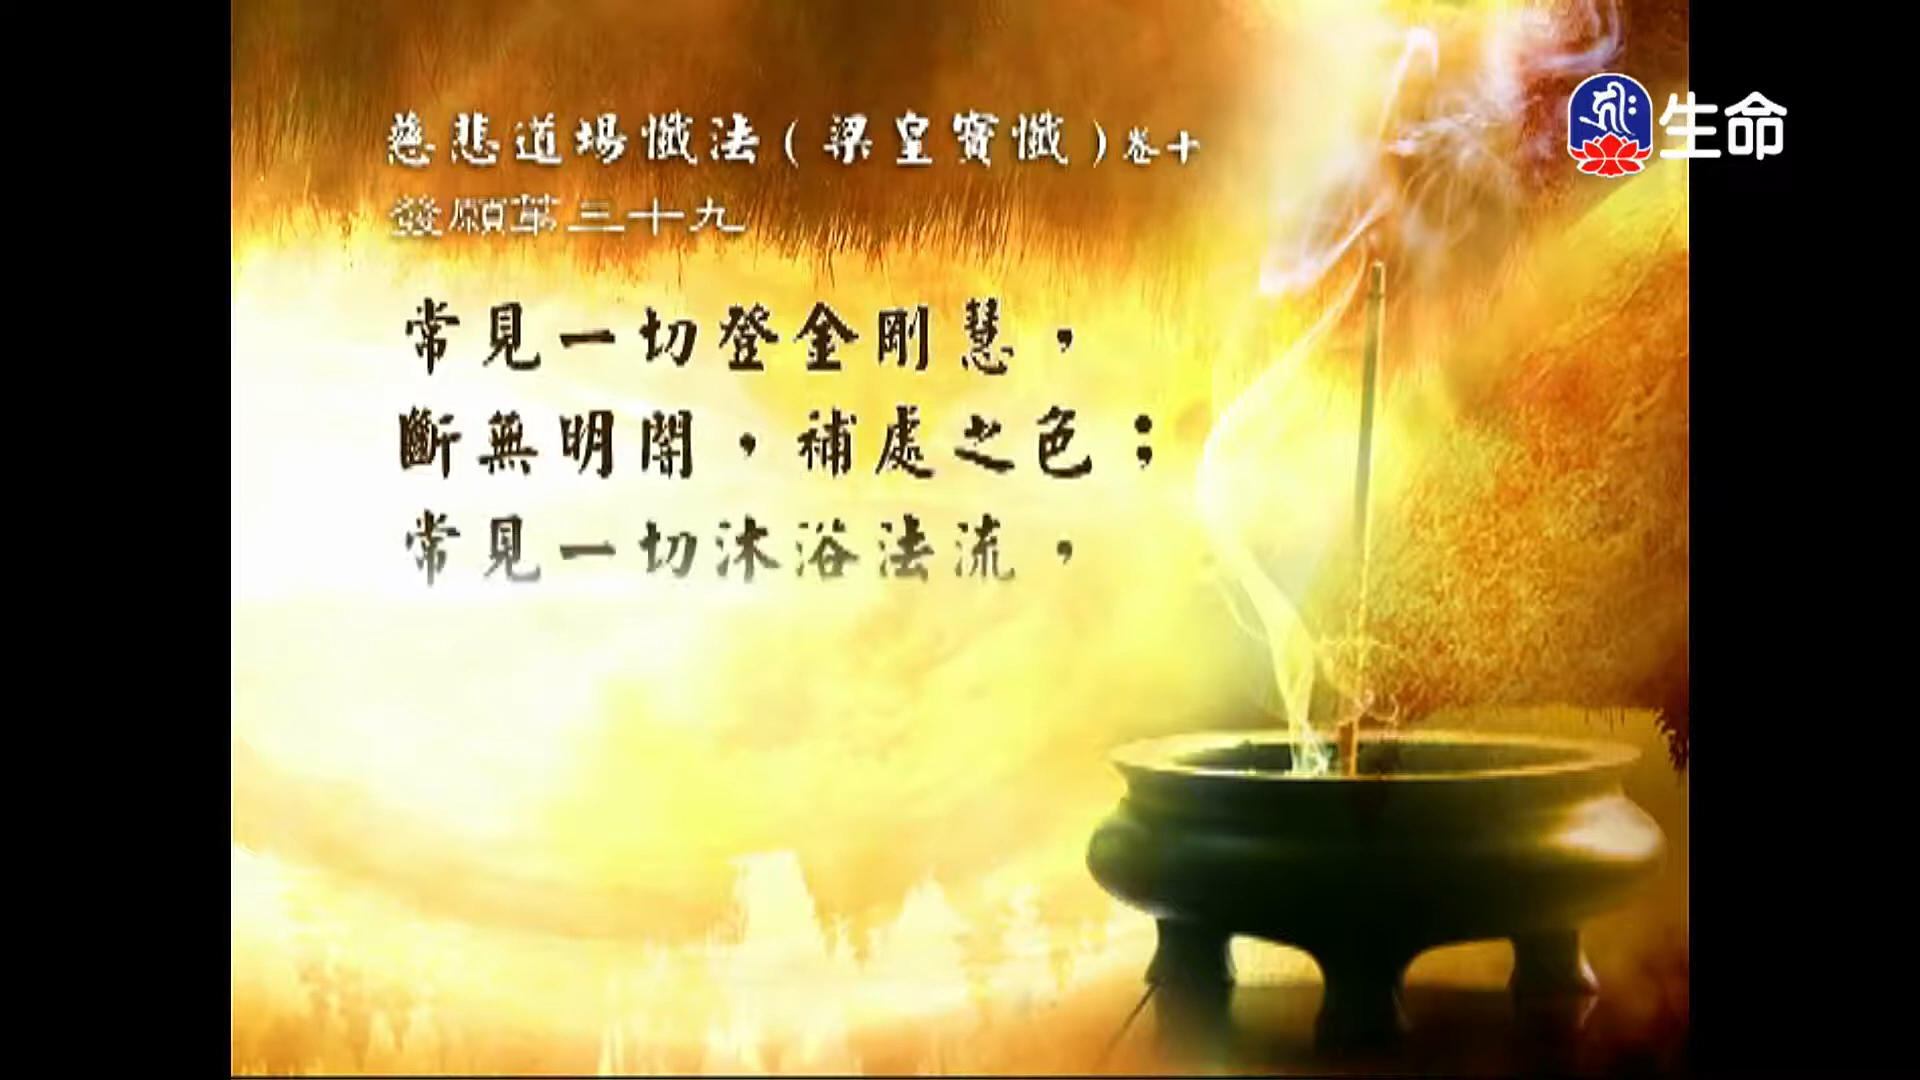 慈悲道場懺法(梁皇寶懺)卷十
發願第三十九
常見一切登金剛慧,
斷無明闇,補處之色;
常見一切沐浴法流,
生命